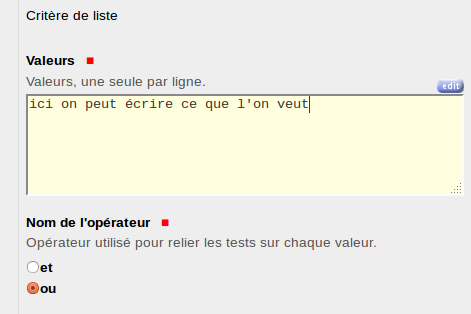 Critère de liste
Valeurs
Valeurs, une seule par ligne.
edit
ici on peut écrire ce que l'on veut
Nom de l'opérateur
Opérateur utilisé pour relier les tests sur chaque valeur.
et
ou